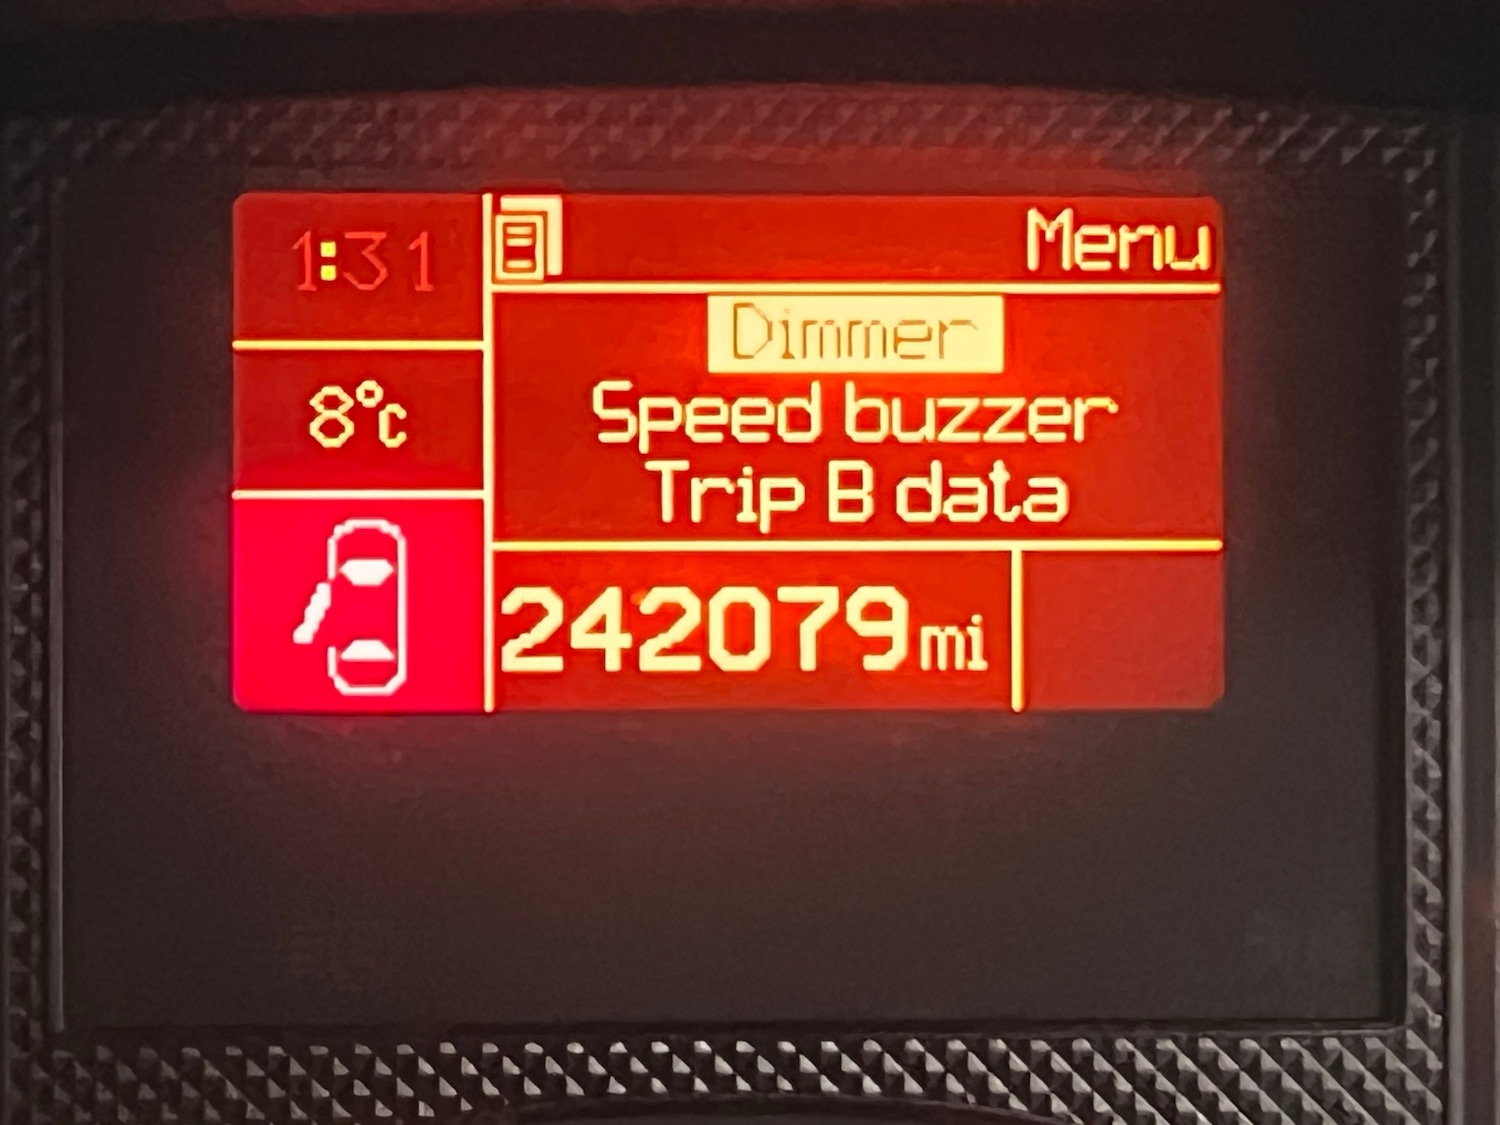 1:31
Menu
Dimmer
8°c
Speed buzzer
Trip B data
242079 mi